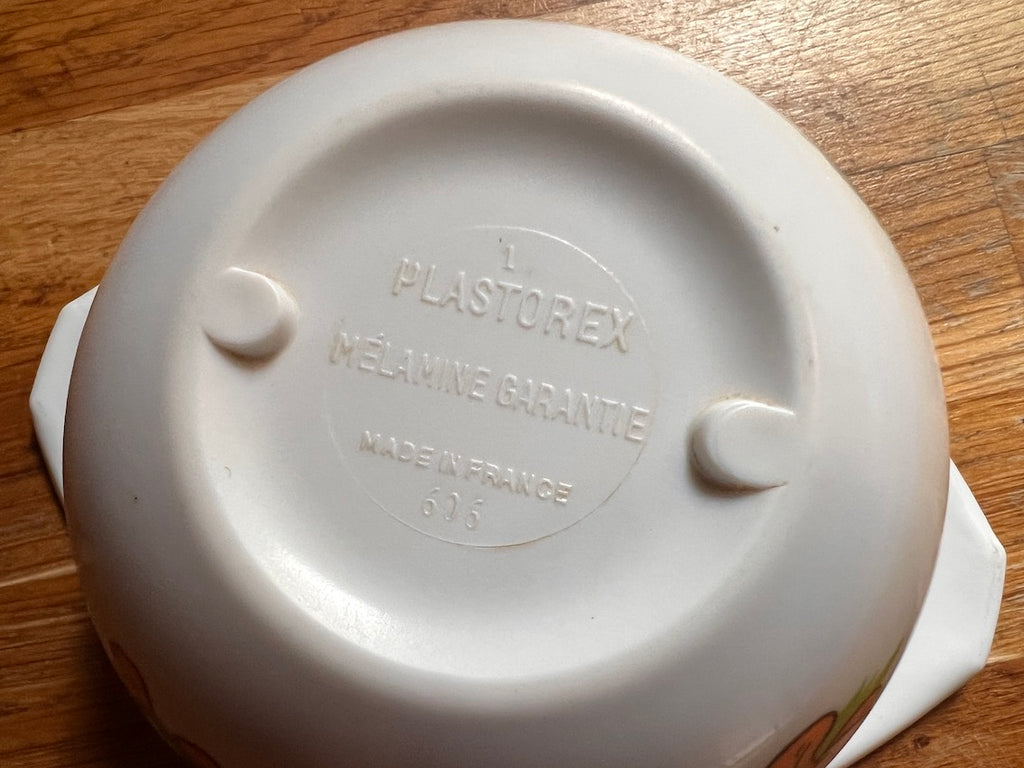 1
PLASTOREX
MÉLAMINE GARANTIE
MADE IN FRANCE
606